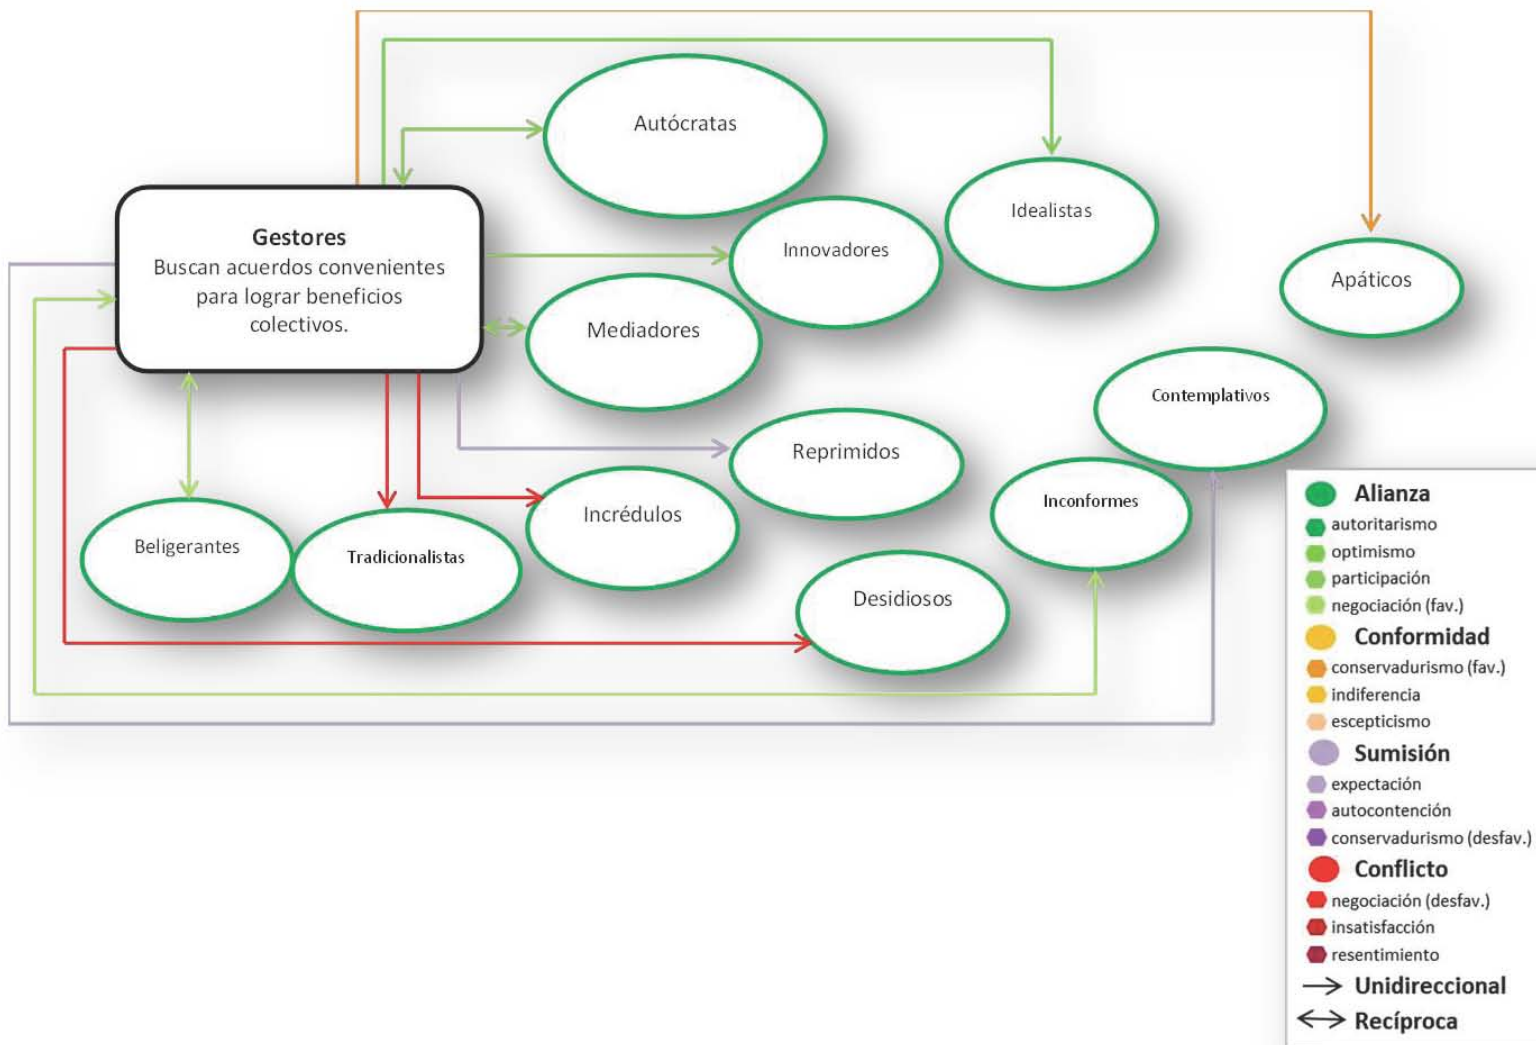 Autócratas
Idealistas
Gestores
Buscan acuerdos convenientes
para lograr beneficios
colectivos.
Innovadores
Apáticos
Mediadores
Contemplativos
Reprimidos
Inconformes
Incrédulos
Beligerantes
Tradicionalistas
Desidiosos
Alianza
autoritarismo
optimismo
participación
negociación (fav.)
Conformidad
conservadurismo (fav.)
indiferencia
escepticismo
Sumisión
expectación
autocontención
conservadurismo (desfav.)
Conflicto
negociación (desfav.)
insatisfacción
resentimiento
Unidireccional
Recíproca